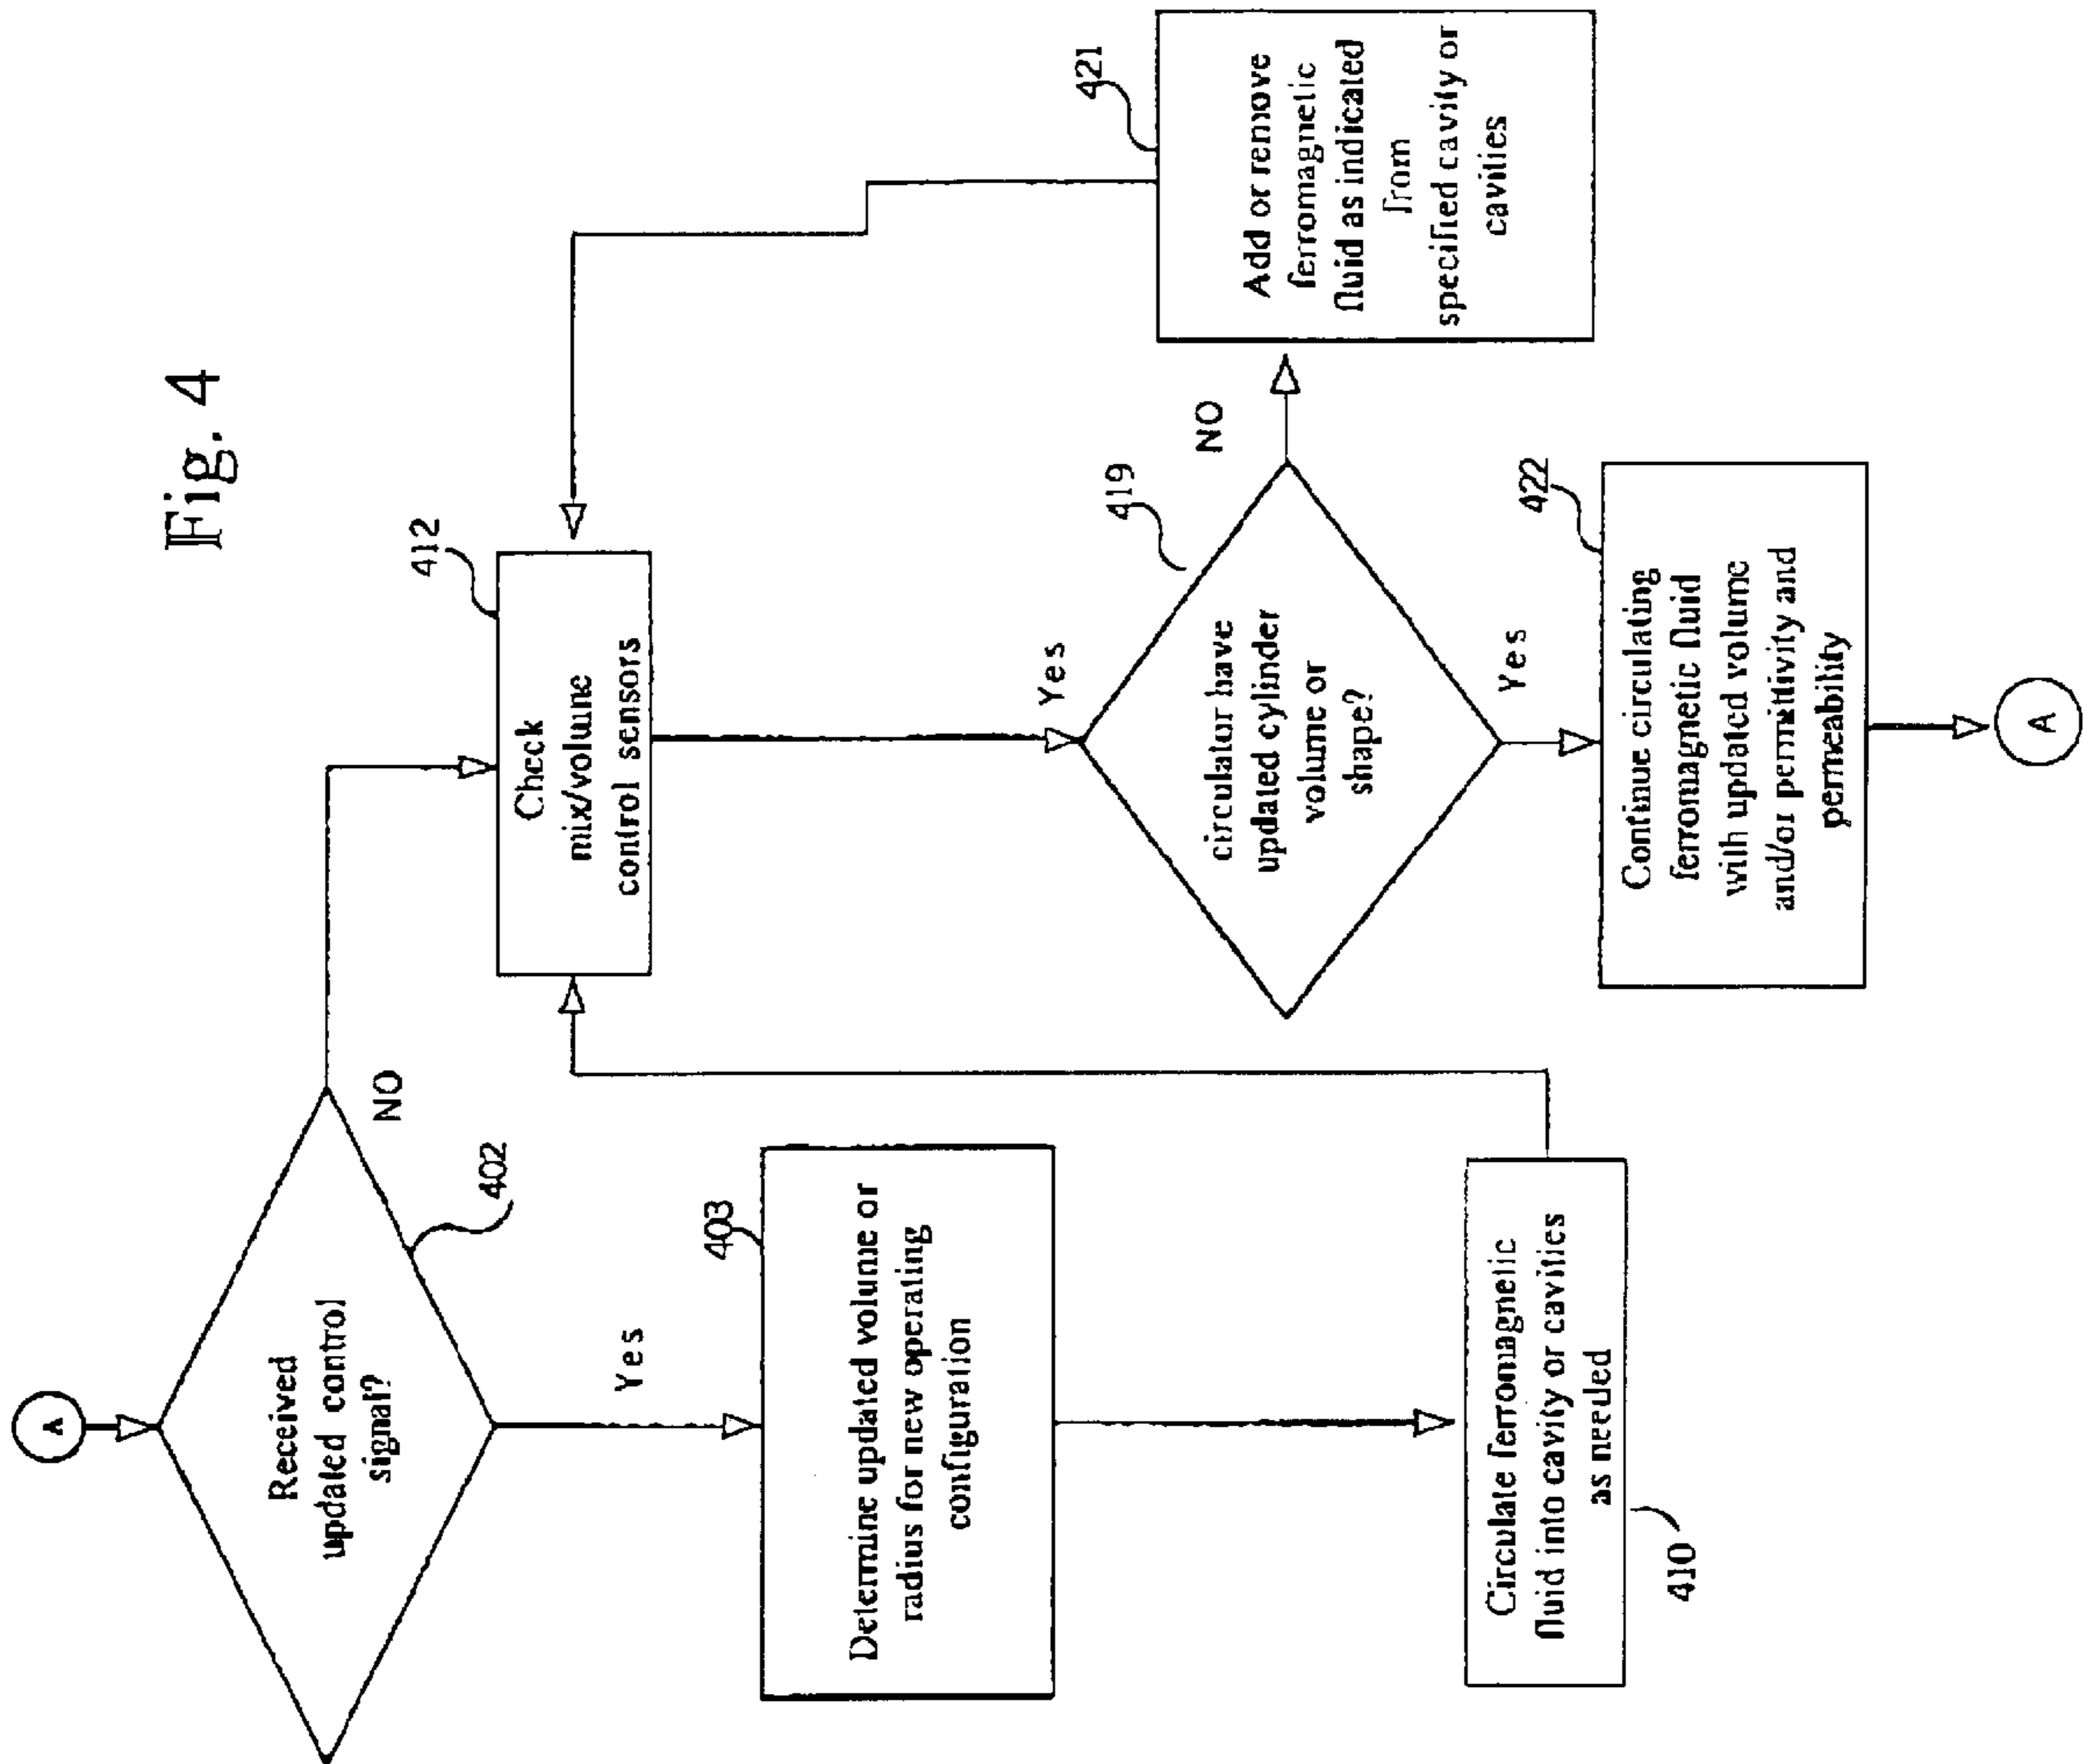 Fig. 4
A
Received
updated control
signal?
402
NO
Yes
403
Determine updated volume or
radius for new operating
configuration
Circulate ferromagnetic
fluid into cavity or cavities
as needed
410
412
Check
mix/volume
control sensors
Yes
419
circulator have
updated cylinder
volume or
shape?
NO
421
Add or remove
ferromagnetic
fluid as indicated
from
specified cavity or
cavities
Yes
422
Continue circulating
ferromagnetic fluid
with updated volume
and/or permitivity and
permeability
A